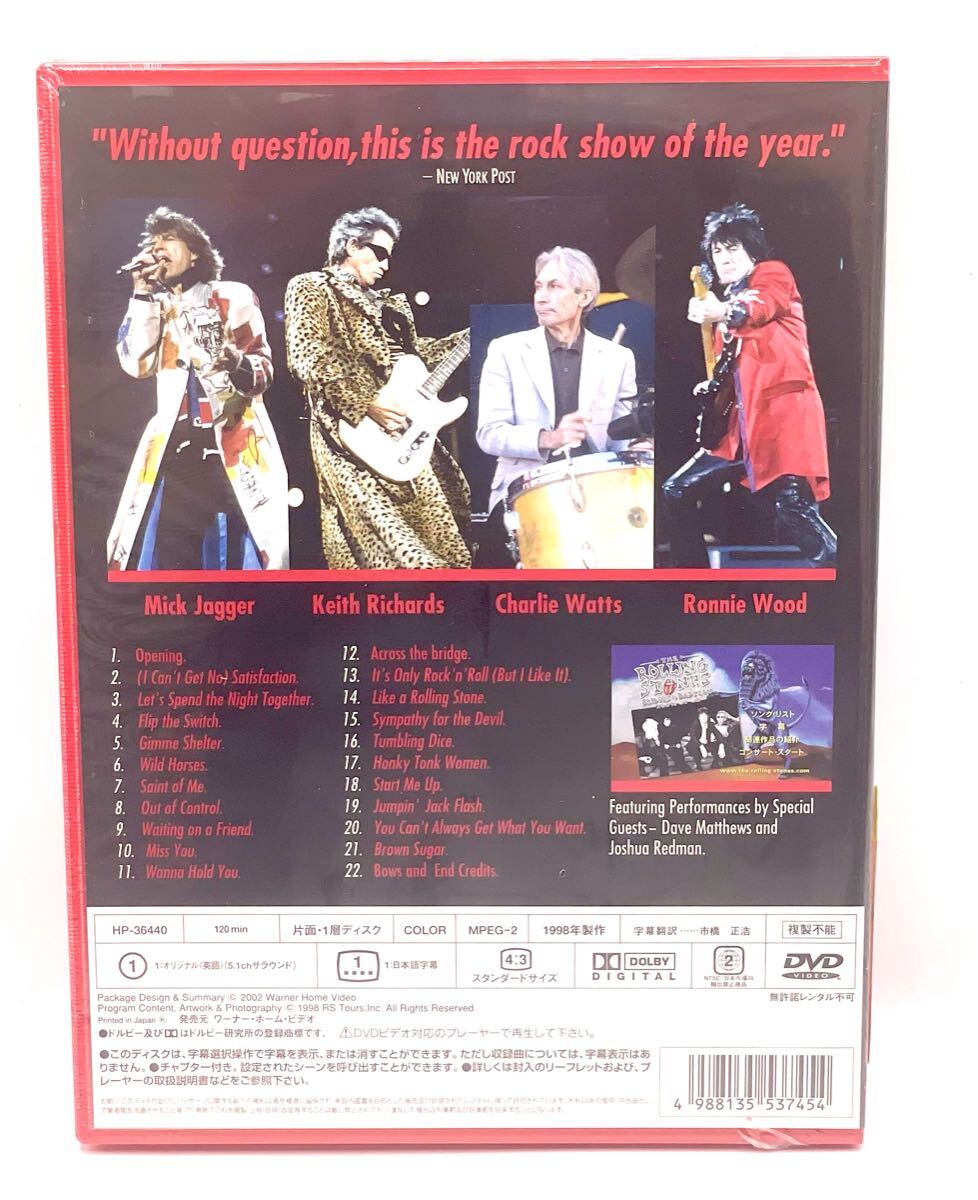 "Without question, this is the rock show of the year."
– NEW YORK POST
Mick Jagger Keith Richards Charlie Watts Ronnie Wood
1. Opening.
2. (I Can't Get No) Satisfaction.
3. Let's Spend the Night Together.
4. Flip the Switch.
5. Gimme Shelter.
6. Wild Horses.
7. Saint of Me.
8. Out of Control.
9. Waiting on a Friend.
10. Miss You.
11. Wanna Hold You.
12. Across the bridge.
13. It's Only Rock'n'Roll (But I Like It).
14. Like a Rolling Stone.
15. Sympathy for the Devil.
16. Tumbling Dice.
17. Honky Tonk Women.
18. Start Me Up.
19. Jumpin' Jack Flash.
20. You Can't Always Get What You Want.
21. Brown Sugar.
22. Bows and End Credits.
THE
ROLLING
STONES
ソング・リスト
字幕
関連作品の紹介
コンサート・スタート
www.the rolling stones.com
Featuring Performances by Special
Guests – Dave Matthews and
Joshua Redman.
HP-36440 120 min 片面・1層ディスク COLOR MPEG-2 1998年製作 字幕翻訳……市橋 正浩 複製不能
1 1:オリジナル(英語)(5.1chサラウンド) 1 1:日本語字幕 4:3 スタンダードサイズ DOLBY DIGITAL 2 NTSC・日本市場向 輸出禁止商品 DVD VIDEO
Package Design & Summary © 2002 Warner Home Video. 無許諾レンタル不可
Program Content, Artwork & Photography © 1998 RS Tours,Inc. All Rights Reserved.
Printed in Japan 発売元 ワーナー・ホーム・ビデオ
●ドルビー及びはドルビー研究所の登録商標です。 ⚠DVDビデオ対応のプレーヤーで再生して下さい。
●このディスクは、字幕選択操作で字幕を表示、または消すことができます。ただし収録曲については、字幕表示はあ
りません。●チャプター付き。設定されたシーンを呼び出すことができます。●詳しくは封入のリーフレットおよび、プ
レーヤーの取扱説明書などをご参照下さい。
4 988135 537454